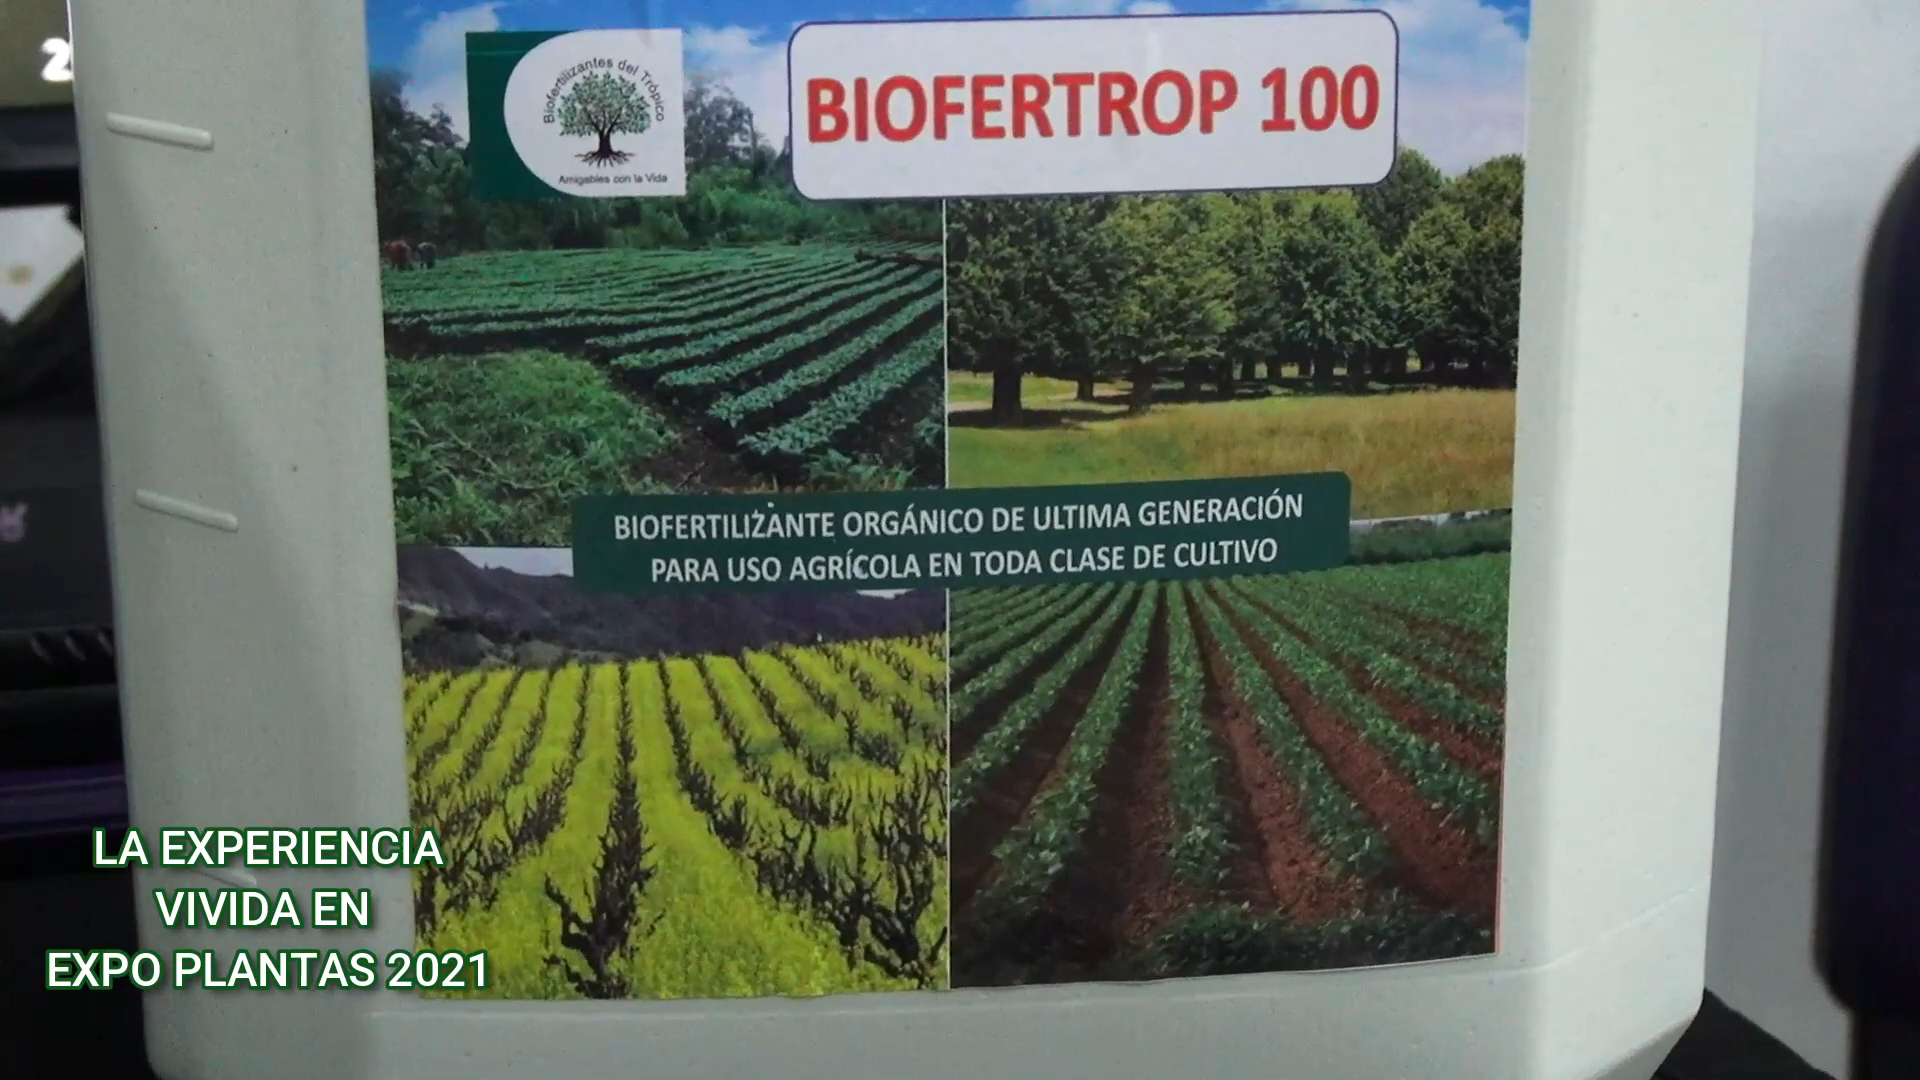 2
Biofertilizantes del Trópico
Amigables con la Vida
BIOFERTROP 100
BIOFERTILIZANTE ORGÁNICO DE ULTIMA GENERACIÓN
PARA USO AGRÍCOLA EN TODA CLASE DE CULTIVO
LA EXPERIENCIA
VIVIDA EN
EXPO PLANTAS 2021